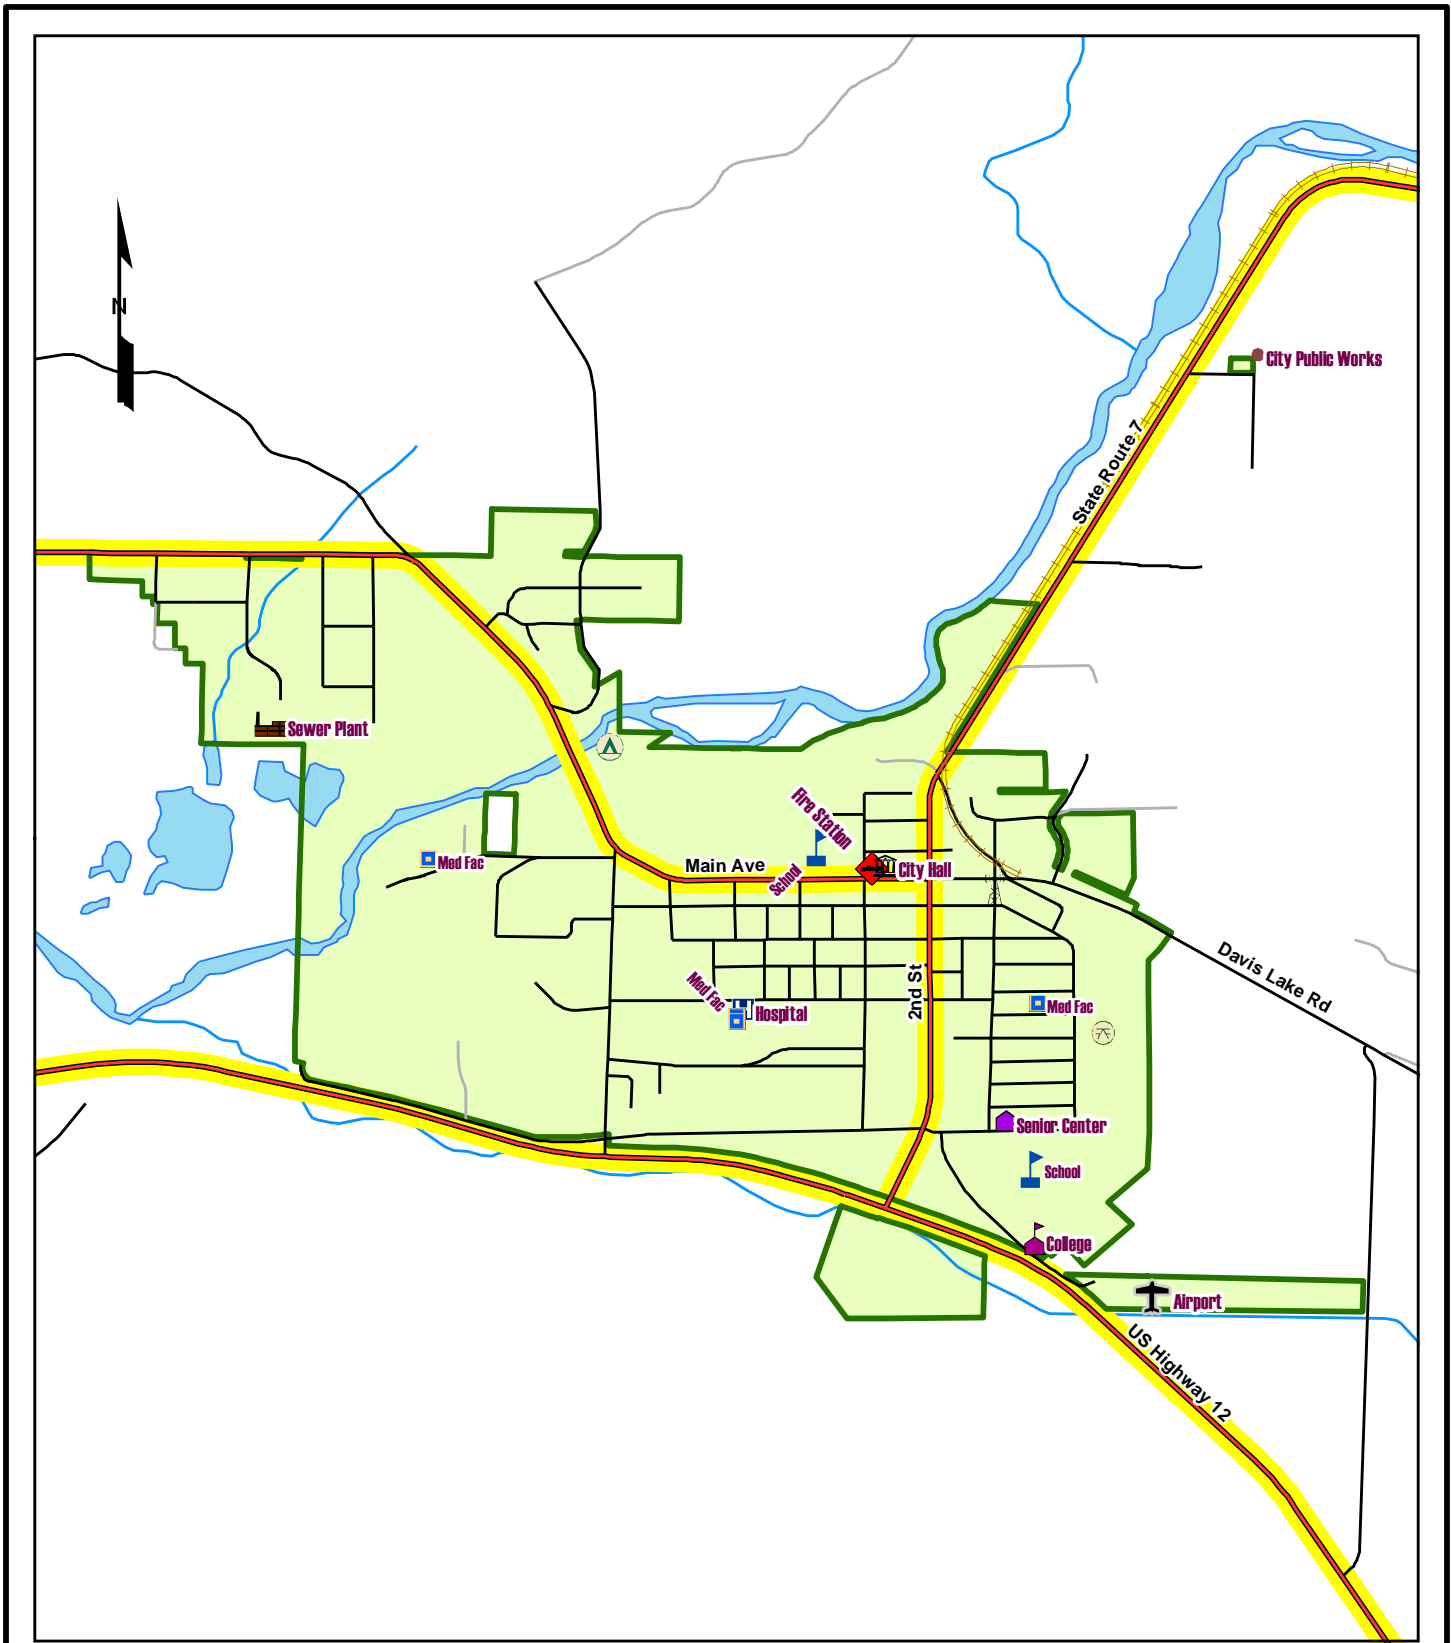 N
City Public Works
State Route 7
Sewer Plant
Fire Station
Main Ave
Med Fac
School
City Hall
Davis Lake Rd
2nd St
Med Fac
Hospital
Med Fac
Senior Center
School
College
Airport
US Highway 12